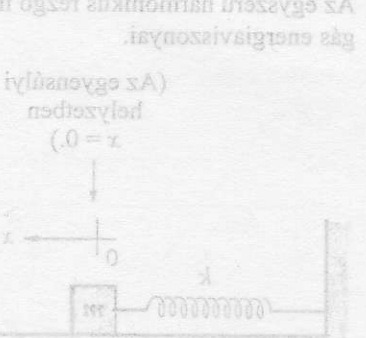 Az egyszerű harmonikus rezgő m
gás energiaviszonyai.
(Az egyensúlyi
helyzetben
x = 0.)
x
0
k
m